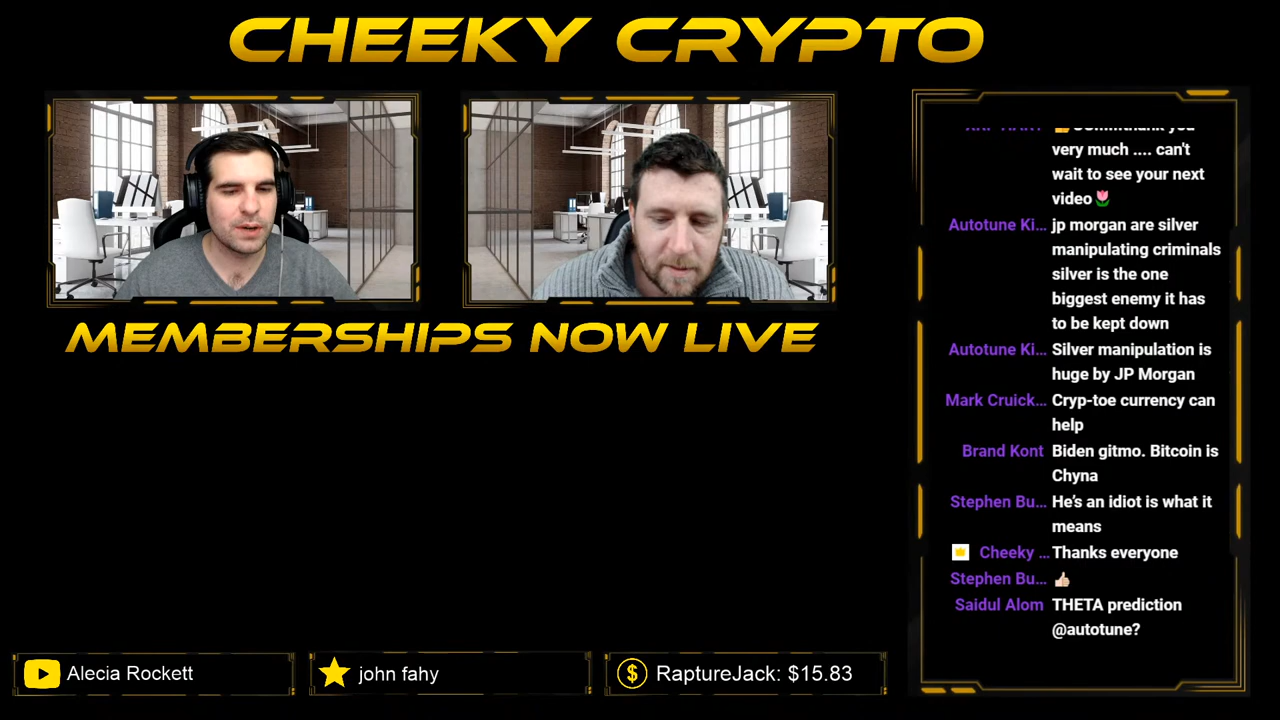 CHEEKY CRYPTO
MEMBERSHIPS NOW LIVE
very much .... can't
wait to see your next
video🌷
Autotune Ki... jp morgan are silver
manipulating criminals
silver is the one
biggest enemy it has
to be kept down
Autotune Ki... Silver manipulation is
huge by JP Morgan
Mark Cruick... Cryp-toe currency can
help
Brand Kont Biden gitmo. Bitcoin is
Chyna
Stephen Bu... He's an idiot is what it
means
Cheeky ... Thanks everyone
Stephen Bu... 👍🏻
Saidul Alom THETA prediction
@autotune?
Alecia Rockett
john fahy
RaptureJack: $15.83